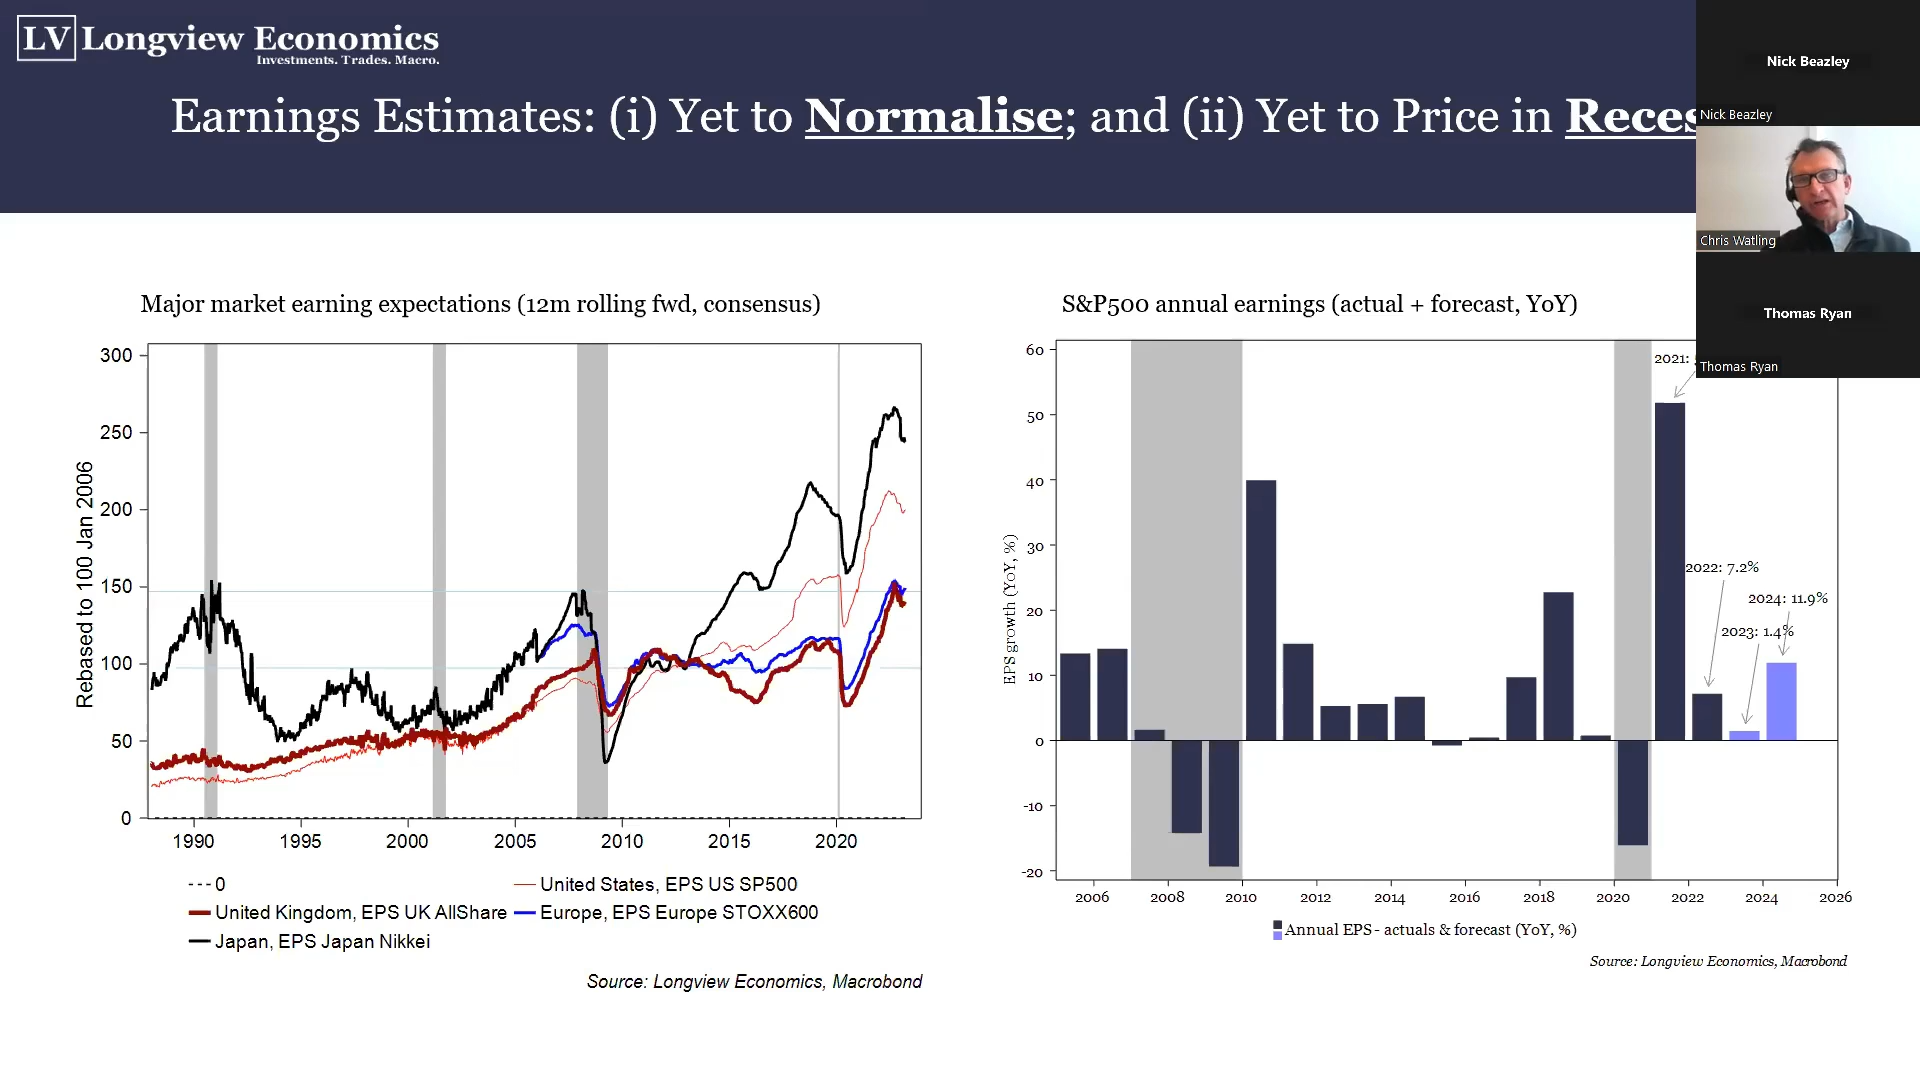 LV Longview Economics
Investments. Trades. Macro.
Earnings Estimates: (i) Yet to Normalise; and (ii) Yet to Price in Reces
Nick Beazley
Nick Beazley
Chris Watling
Thomas Ryan
Thomas Ryan
Major market earning expectations (12m rolling fwd, consensus)
Rebased to 100 Jan 2006
300
250
200
150
100
50
0
1990 1995 2000 2005 2010 2015 2020
0
United States, EPS US SP500
United Kingdom, EPS UK AllShare
Europe, EPS Europe STOXX600
Japan, EPS Japan Nikkei
Source: Longview Economics, Macrobond
S&P500 annual earnings (actual + forecast, YoY)
EPS growth (YoY, %)
60
50
40
30
20
10
0
-10
-20
2021:
2022: 7.2%
2024: 11.9%
2023: 1.4%
2006 2008 2010 2012 2014 2016 2018 2020 2022 2024 2026
Annual EPS - actuals & forecast (YoY, %)
Source: Longview Economics, Macrobond